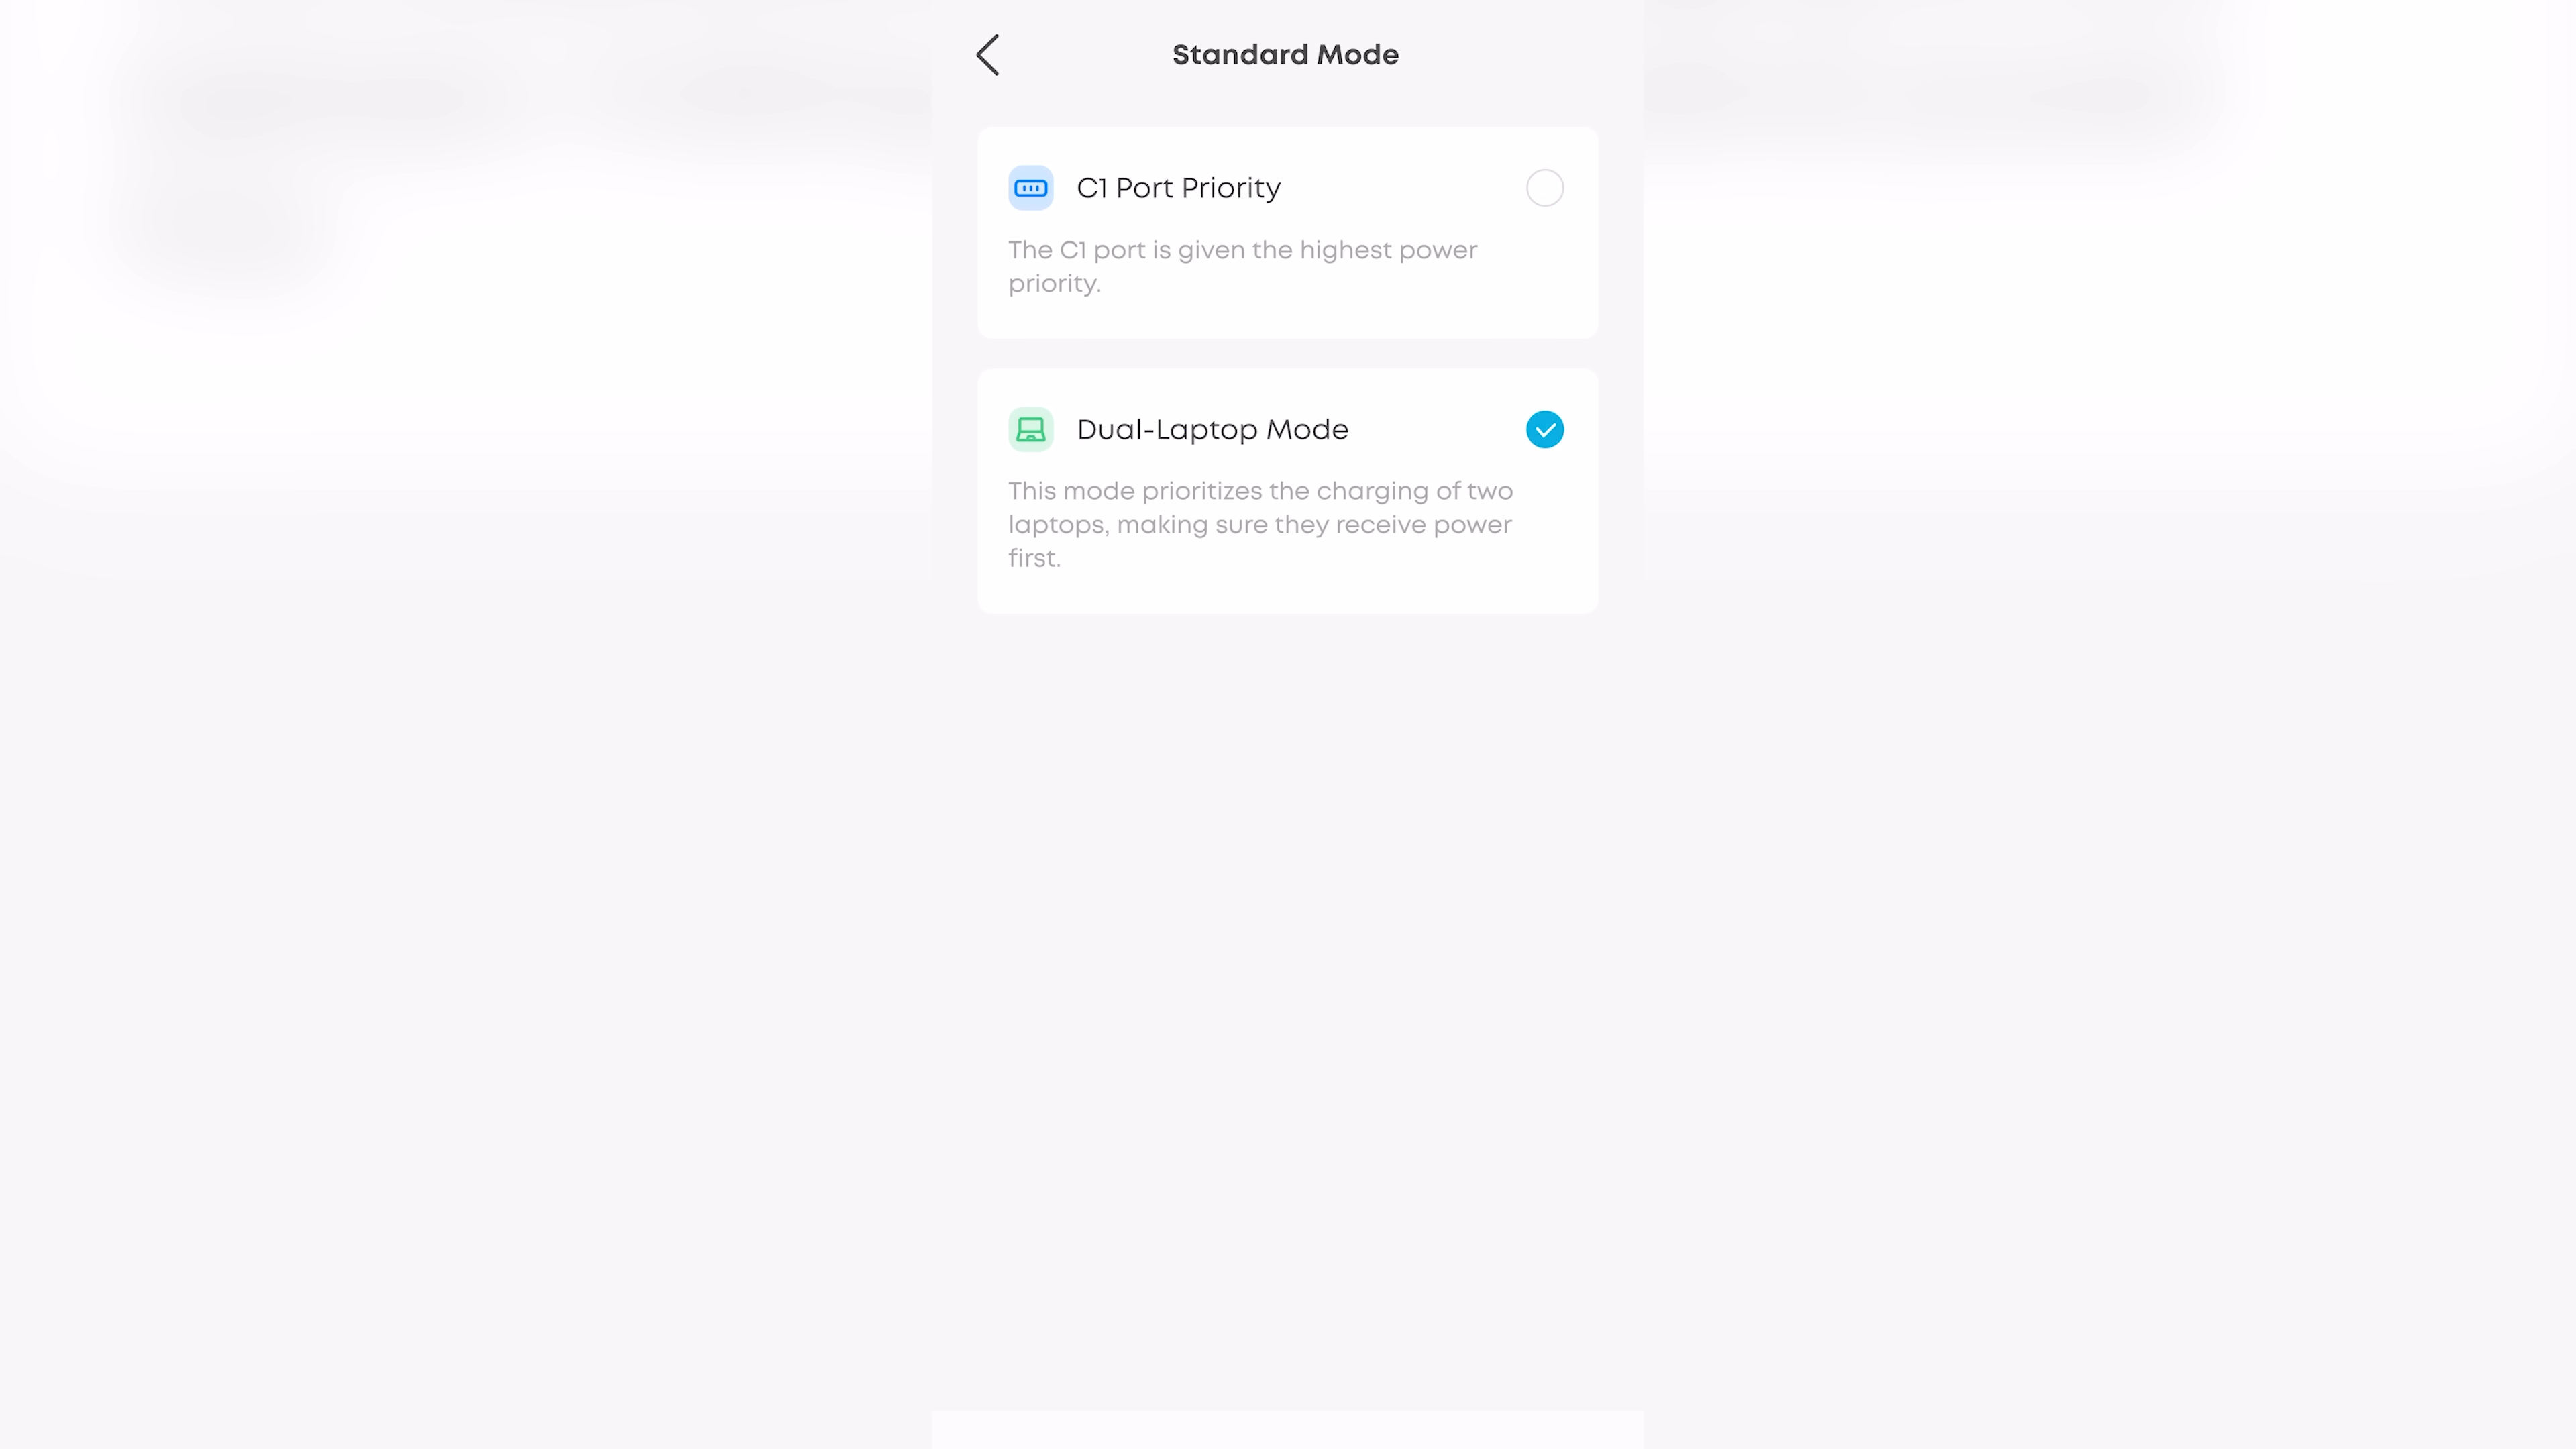 Standard Mode
C1 Port Priority
The C1 port is given the highest power
priority.
Dual-Laptop Mode
This mode prioritizes the charging of two
laptops, making sure they receive power
first.